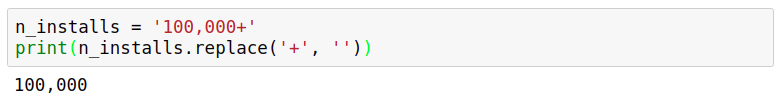 n_installs = '100,000+'
print(n_installs.replace('+', ''))
100,000